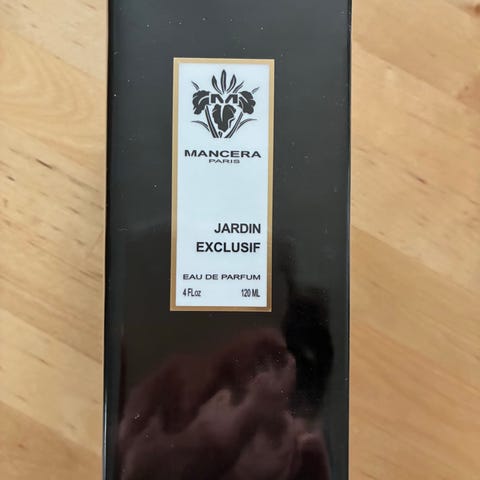 M
MANCERA
PARIS
JARDIN
EXCLUSIF
EAU DE PARFUM
4 FLoz 120 ML